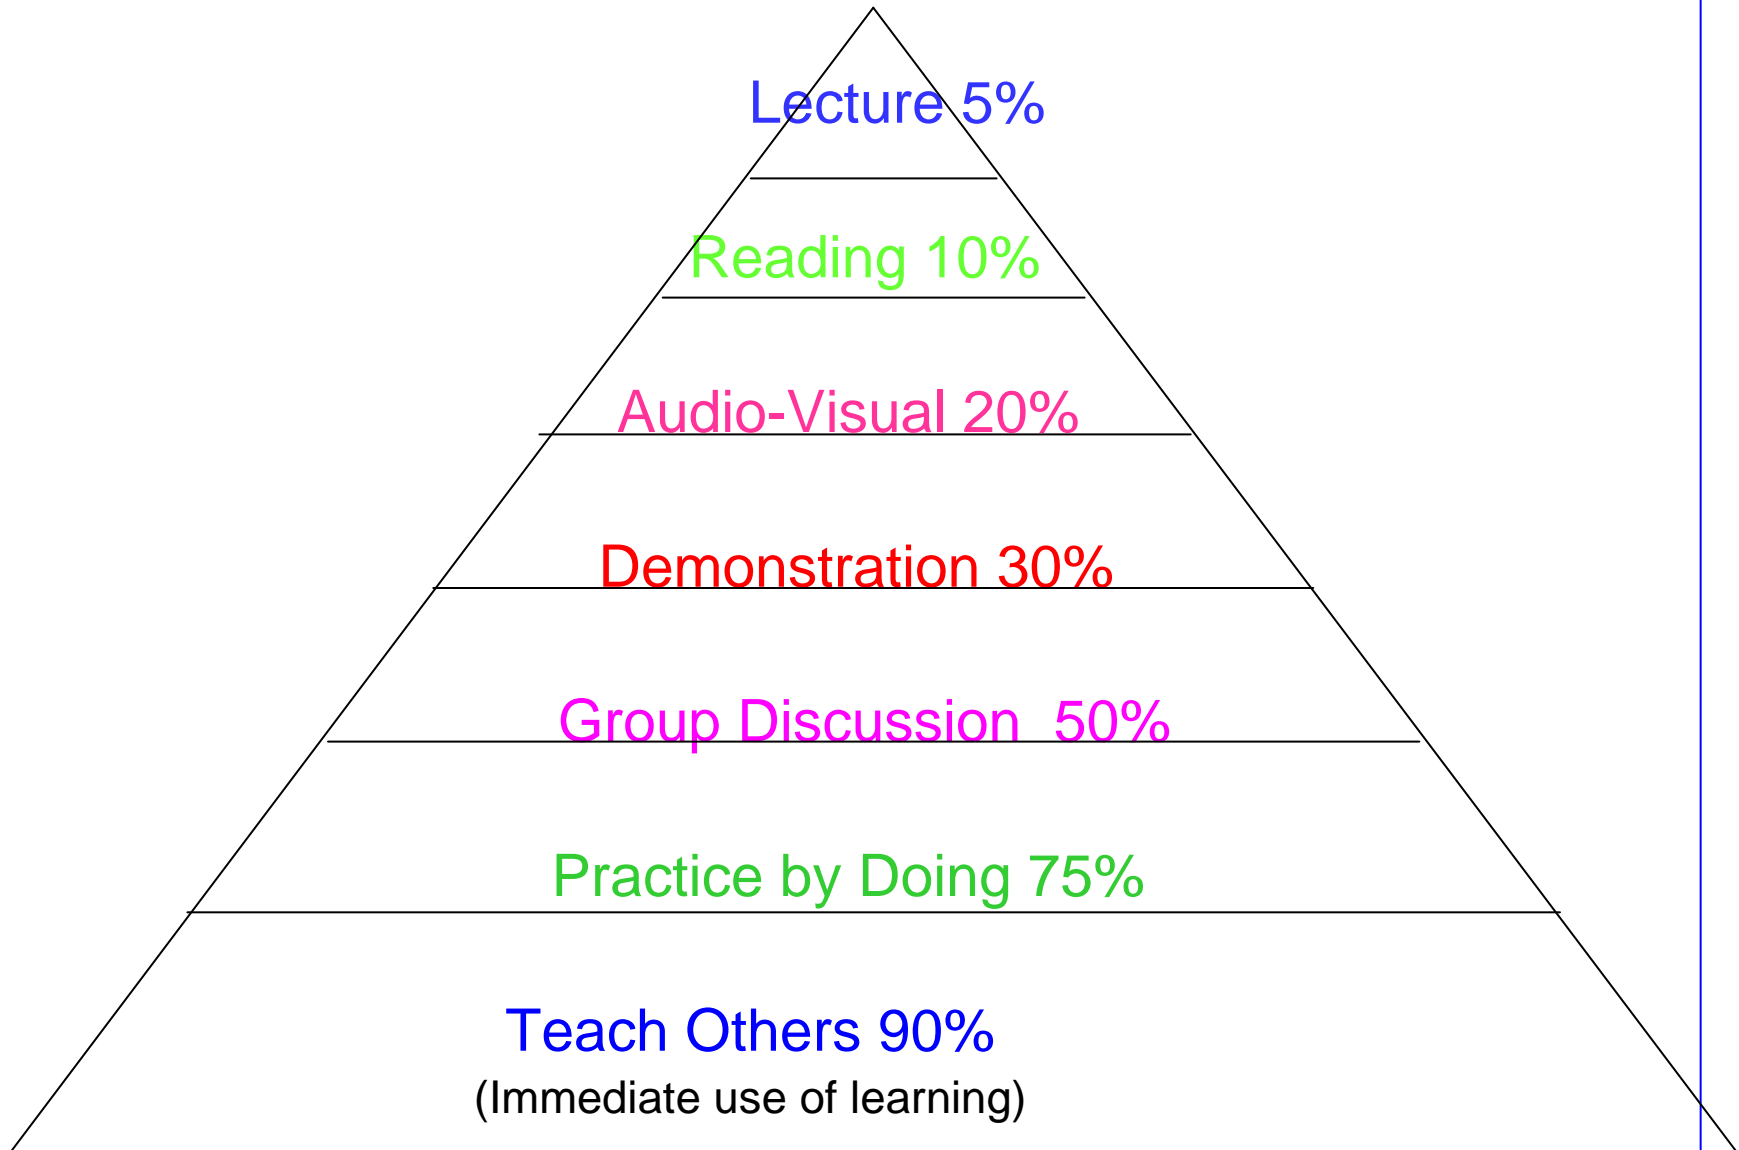 Lecture 5%
Reading 10%
Audio-Visual 20%
Demonstration 30%
Group Discussion  50%
Practice by Doing 75%
Teach Others 90%
(Immediate use of learning)